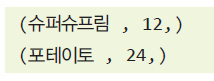 (슈퍼슈프림 , 12,)
(포테이토 , 24,)